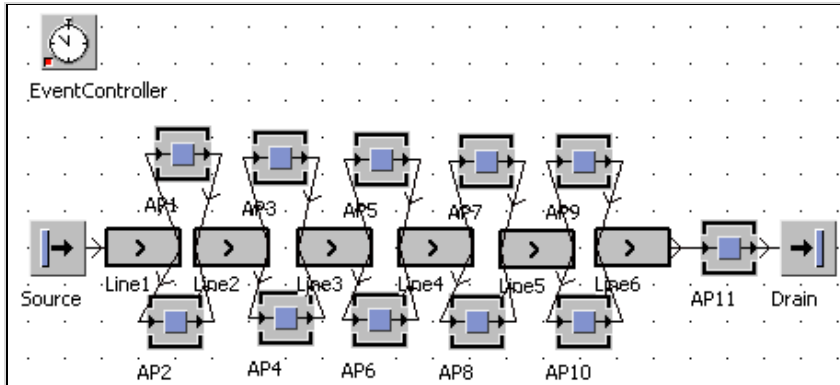 EventController
AP1 AP3 AP5 AP7 AP9
Source Line1 Line2 Line3 Line4 Line5 Line6 AP11 Drain
AP2 AP4 AP6 AP8 AP10